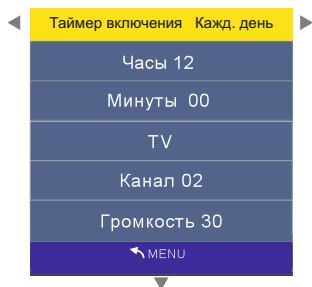 Таймер включения Кажд. день
Часы 12
Минуты 00
TV
Канал 02
Громкость 30
MENU